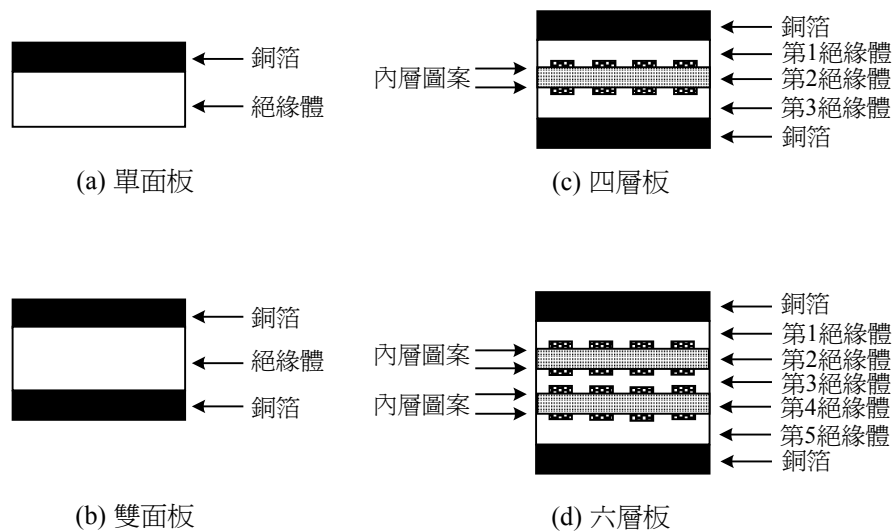 銅箔
絕緣體
(a) 單面板
銅箔
第1絕緣體
內層圖案
第2絕緣體
第3絕緣體
銅箔
(c) 四層板
銅箔
絕緣體
銅箔
(b) 雙面板
銅箔
第1絕緣體
內層圖案
第2絕緣體
第3絕緣體
內層圖案
第4絕緣體
第5絕緣體
銅箔
(d) 六層板